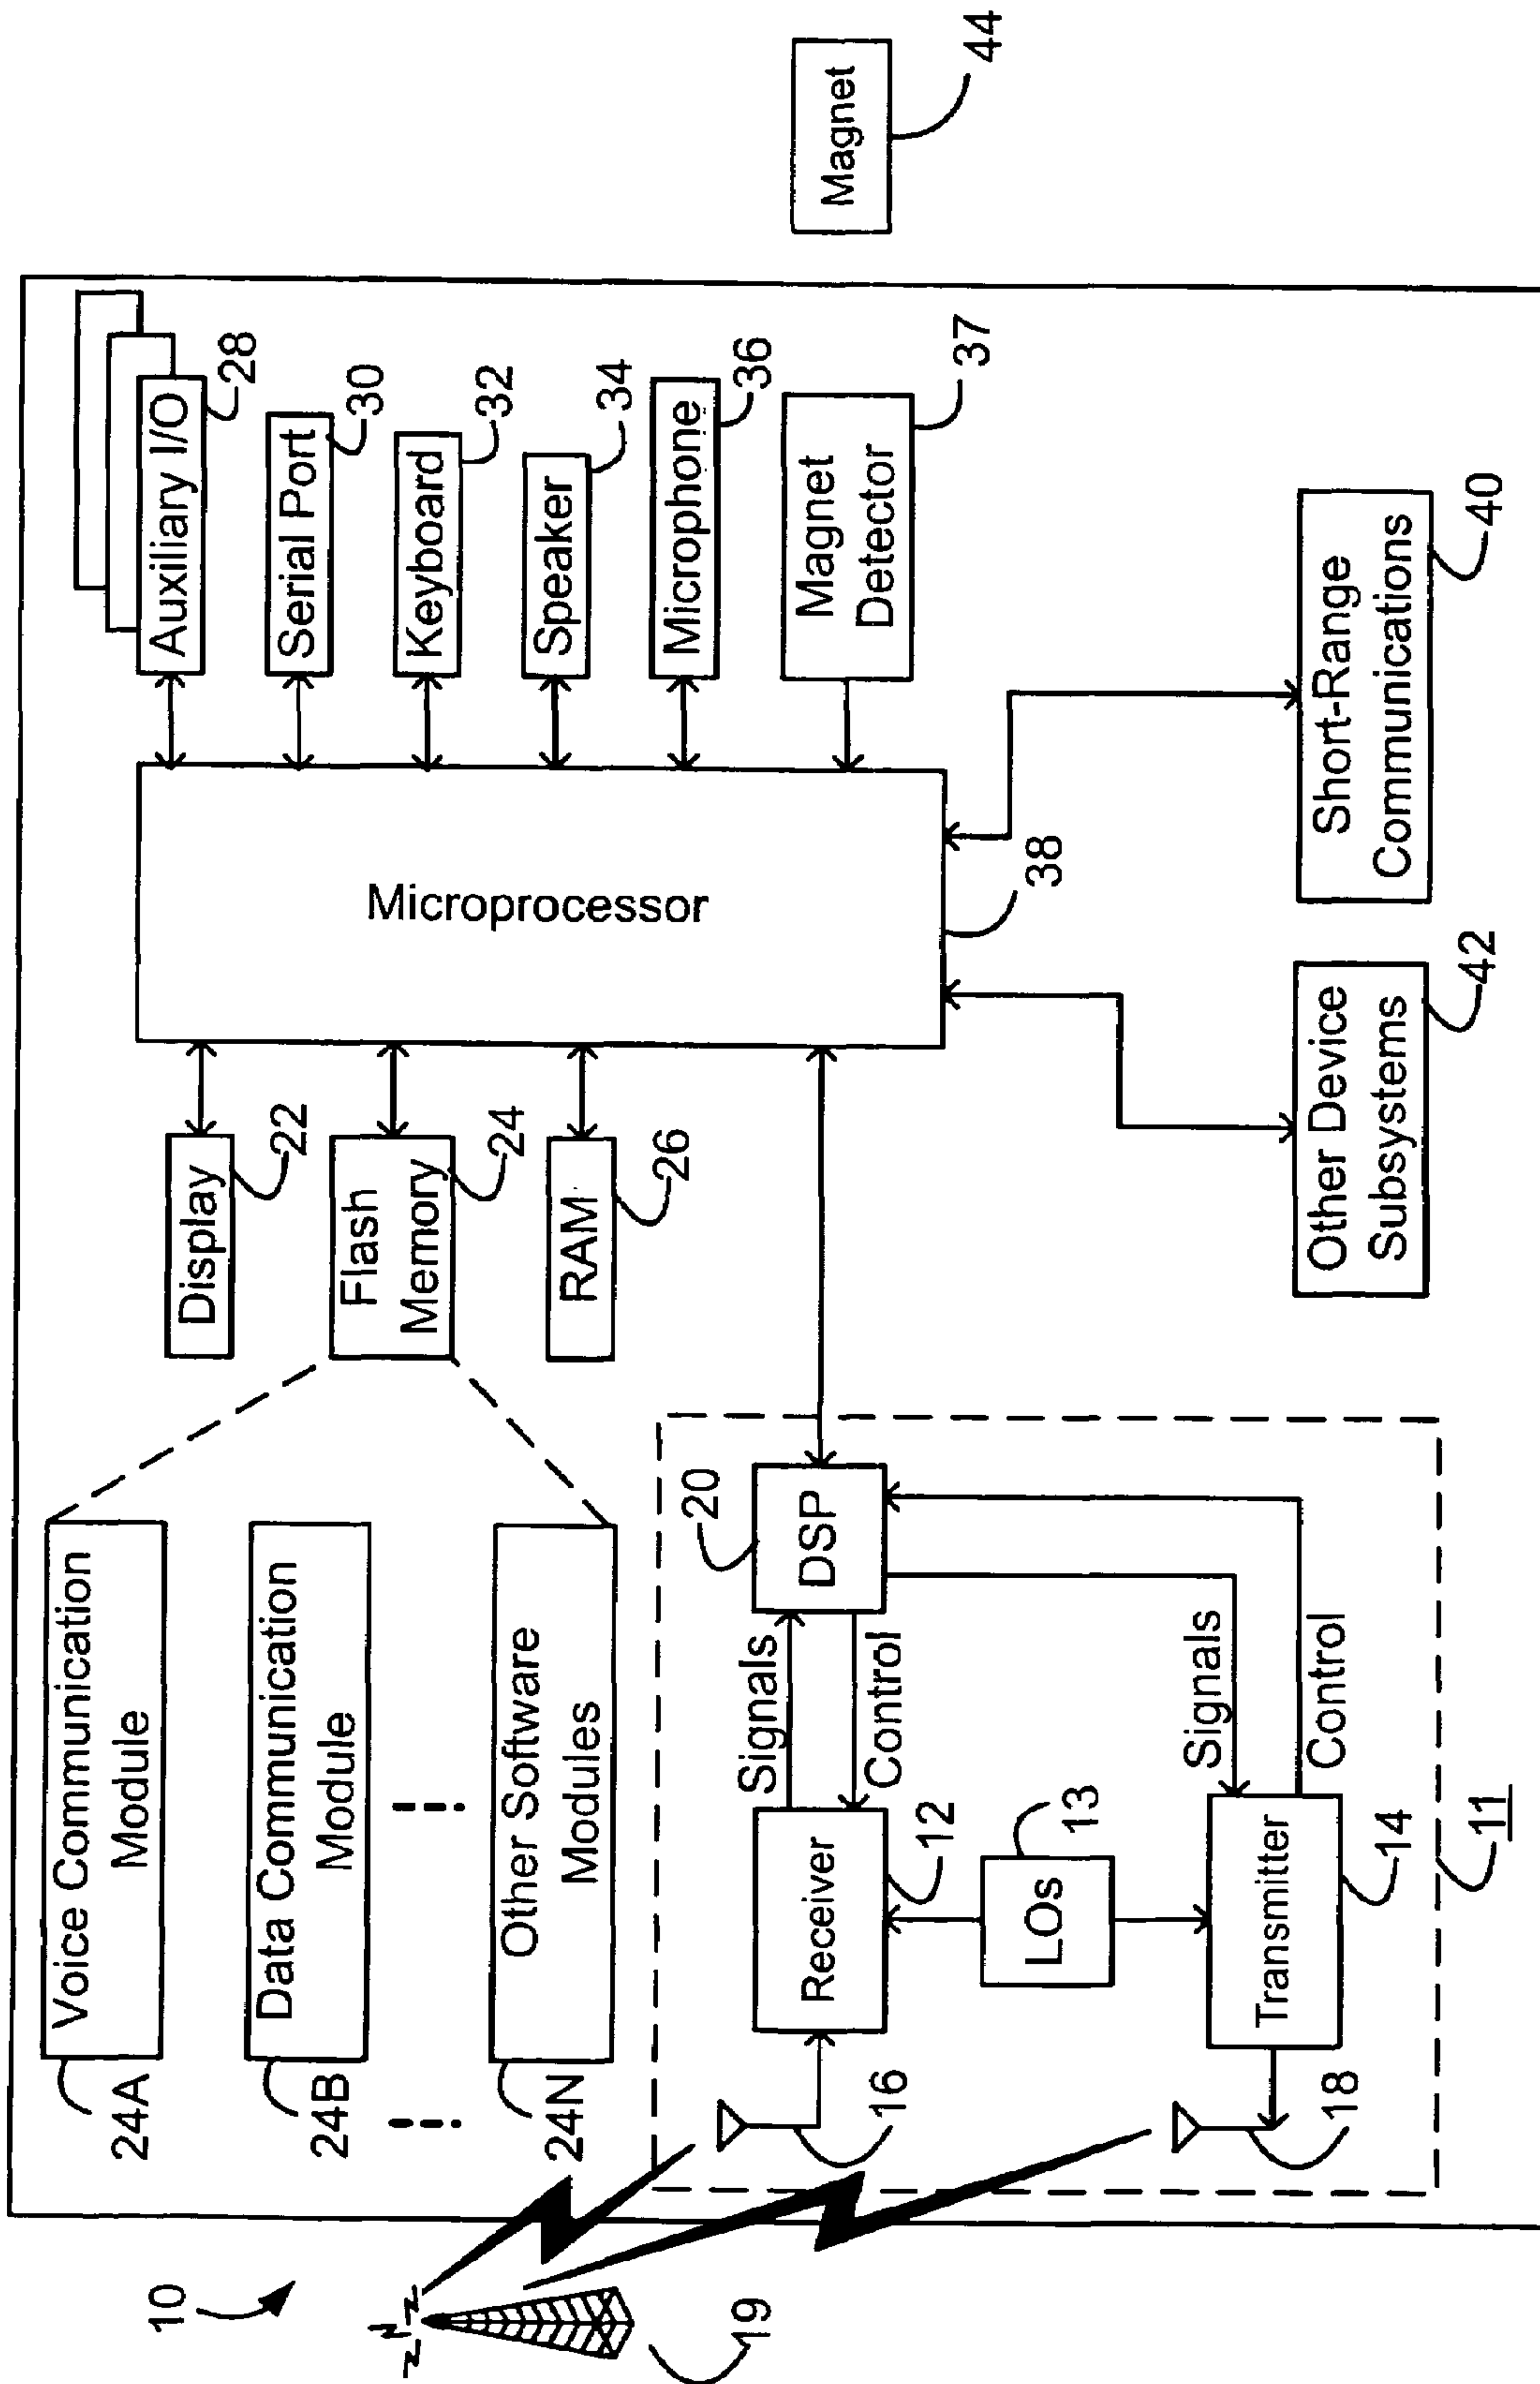 10
19
Voice Communication
Module
24A
Data Communication
Module
24B
Other Software
Modules
24N
Display
22
Flash
Memory
24
RAM
26
Microprocessor
38
Auxilliary I/O
28
Serial Port
30
Keyboard
32
Speaker
34
Microphone
36
Magnet
Detector
37
Magnet
44
16
Receiver
12
Signals
Control
DSP
20
LOs
13
18
Transmitter
14
Signals
Control
11
Other Device
Subsystems
42
Short-Range
Communications
40